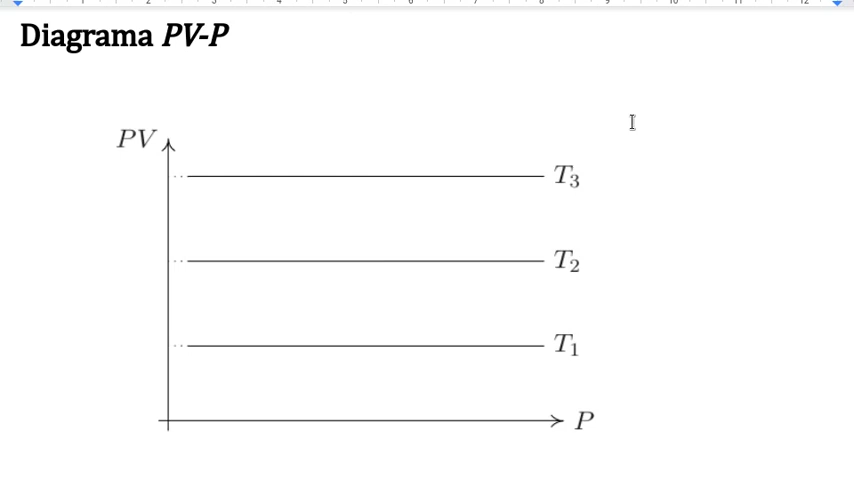 Diagrama PV-P
PV
T₃
T₂
T₁
P